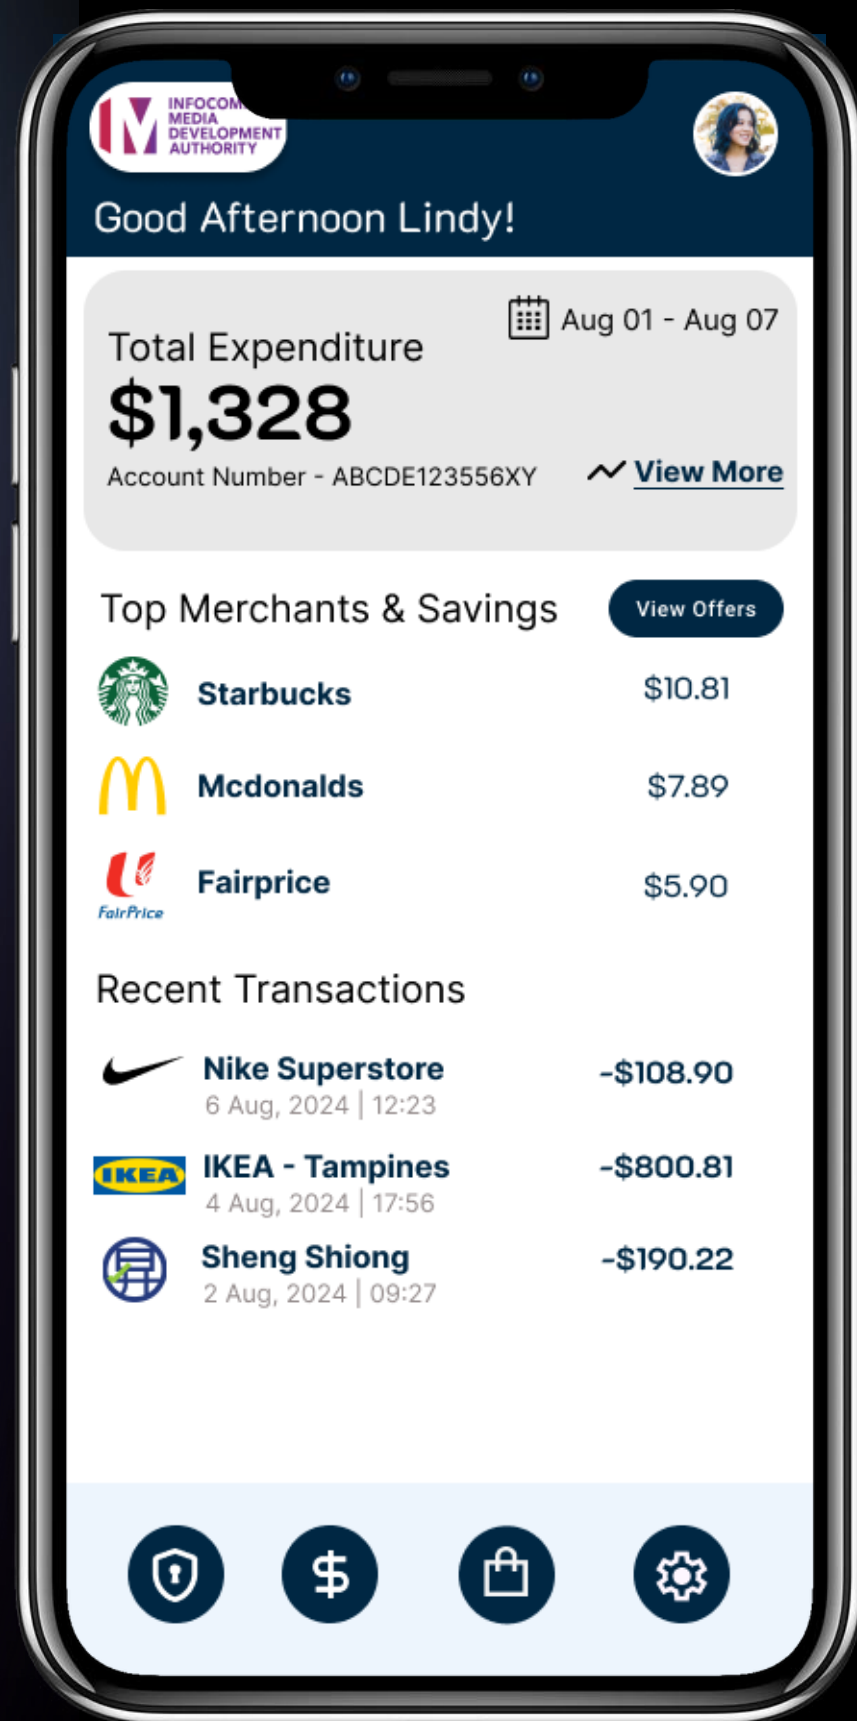 INFOCOM
MEDIA
DEVELOPMENT
AUTHORITY
Good Afternoon Lindy!
Aug 01 - Aug 07
Total Expenditure
$1,328
Account Number - ABCDE123556XY
View More
Top Merchants & Savings
View Offers
Starbucks
$10.81
Mcdonalds
$7.89
FairPrice
Fairprice
$5.90
Recent Transactions
Nike Superstore
-$108.90
6 Aug, 2024 | 12:23
IKEA
IKEA - Tampines
-$800.81
4 Aug, 2024 | 17:56
Sheng Shiong
-$190.22
2 Aug, 2024 | 09:27
$